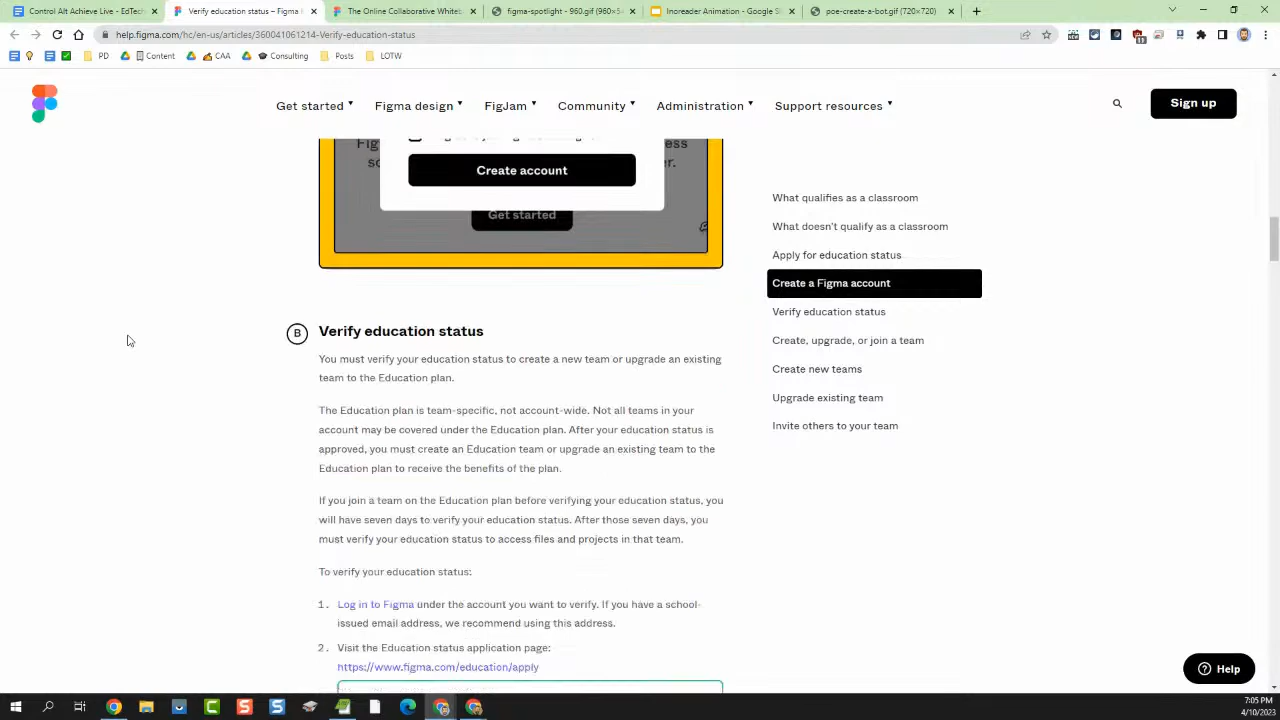 Control Alt Achieve Live - EdTec
Verify education status – Figma
The Online Collaborative Whiteb
figma-spotlight - 960.gif (960×5
Inoreader Animation - Google Sl
poe-create-a-bot.gif (720×720)
help.figma.com/hc/en-us/articles/360041061214-Verify-education-status
PD
Content
CAA
Consulting
Posts
LOTW
Get started
Figma design
FigJam
Community
Administration
Support resources
Sign up
Create account
Get started
What qualifies as a classroom
What doesn't qualify as a classroom
Apply for education status
Create a Figma account
Verify education status
Create, upgrade, or join a team
Create new teams
Upgrade existing team
Invite others to your team
B
Verify education status
You must verify your education status to create a new team or upgrade an existing
team to the Education plan.
The Education plan is team-specific, not account-wide. Not all teams in your
account may be covered under the Education plan. After your education status is
approved, you must create an Education team or upgrade an existing team to the
Education plan to receive the benefits of the plan.
If you join a team on the Education plan before verifying your education status, you
will have seven days to verify your education status. After those seven days, you
must verify your education status to access files and projects in that team.
To verify your education status:
1. Log in to Figma under the account you want to verify. If you have a school-
issued email address, we recommend using this address.
2. Visit the Education status application page:
https://www.figma.com/education/apply
Help
7:05 PM
4/10/2023